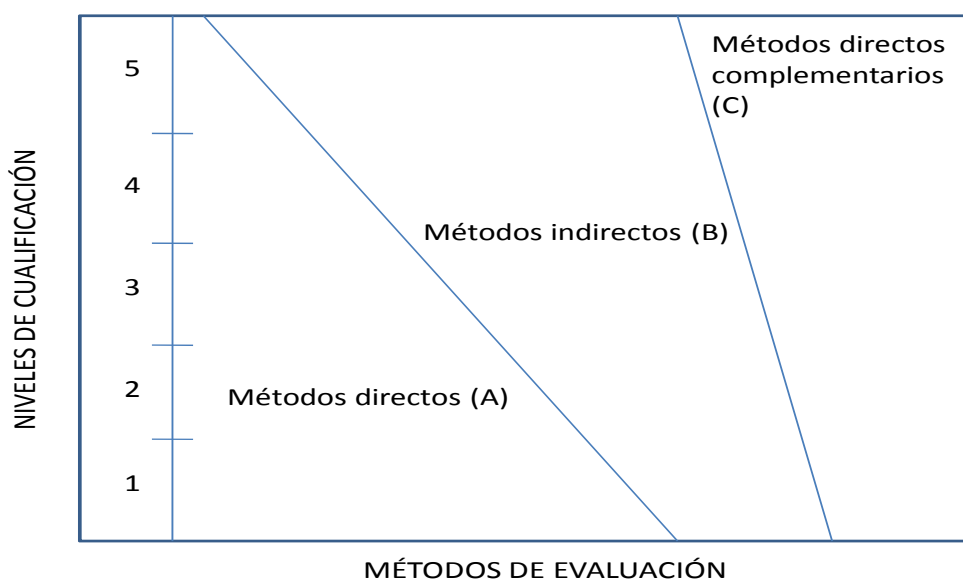 NIVELES DE CUALIFICACIÓN
5
4
3
2
1
Métodos directos
complementarios
(C)
Métodos indirectos (B)
Métodos directos (A)
MÉTODOS DE EVALUACIÓN